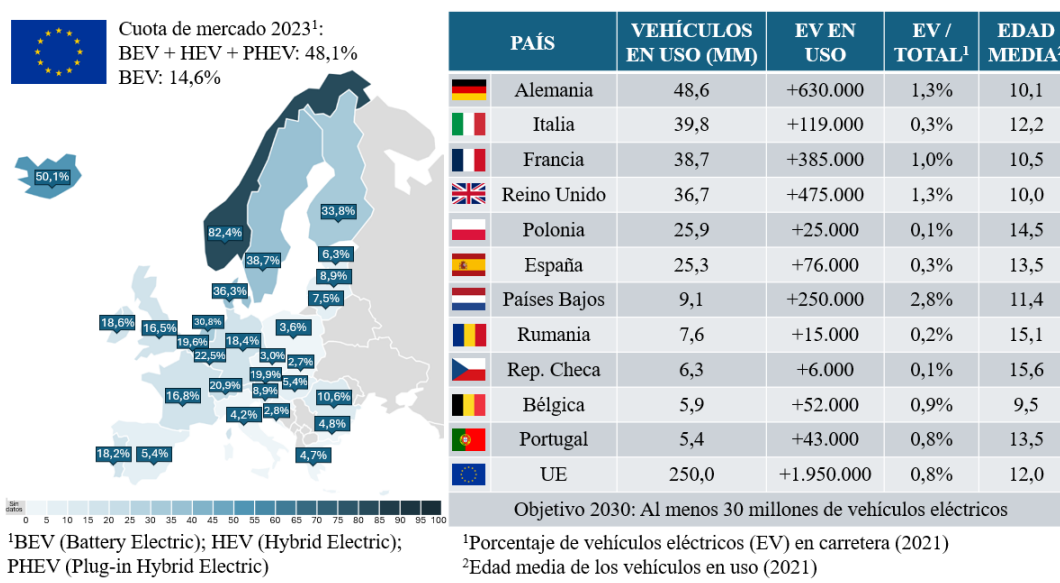 Cuota de mercado 2023¹:
BEV + HEV + PHEV: 48,1%
BEV: 14,6%
50,1%
33,8%
82,4%
38,7%
6,3%
8,9%
7,5%
36,3%
18,6%
16,5%
30,8%
19,6%
18,4%
3,6%
22,5%
3,0%
2,7%
19,9%
20,9%
5,4%
8,9%
16,8%
10,6%
4,2%
2,8%
4,8%
18,2%
5,4%
4,7%
Sin datos
0 5 10 15 20 25 30 35 40 45 50 55 60 65 70 75 80 85 90 95 100
¹BEV (Battery Electric); HEV (Hybrid Electric);
PHEV (Plug-in Hybrid Electric)
PAÍS VEHÍCULOS EN USO (MM) EV EN USO EV / TOTAL¹ EDAD MEDIA²
Alemania 48,6 +630.000 1,3% 10,1
Italia 39,8 +119.000 0,3% 12,2
Francia 38,7 +385.000 1,0% 10,5
Reino Unido 36,7 +475.000 1,3% 10,0
Polonia 25,9 +25.000 0,1% 14,5
España 25,3 +76.000 0,3% 13,5
Países Bajos 9,1 +250.000 2,8% 11,4
Rumania 7,6 +15.000 0,2% 15,1
Rep. Checa 6,3 +6.000 0,1% 15,6
Bélgica 5,9 +52.000 0,9% 9,5
Portugal 5,4 +43.000 0,8% 13,5
UE 250,0 +1.950.000 0,8% 12,0
Objetivo 2030: Al menos 30 millones de vehículos eléctricos
¹Porcentaje de vehículos eléctricos (EV) en carretera (2021)
²Edad media de los vehículos en uso (2021)